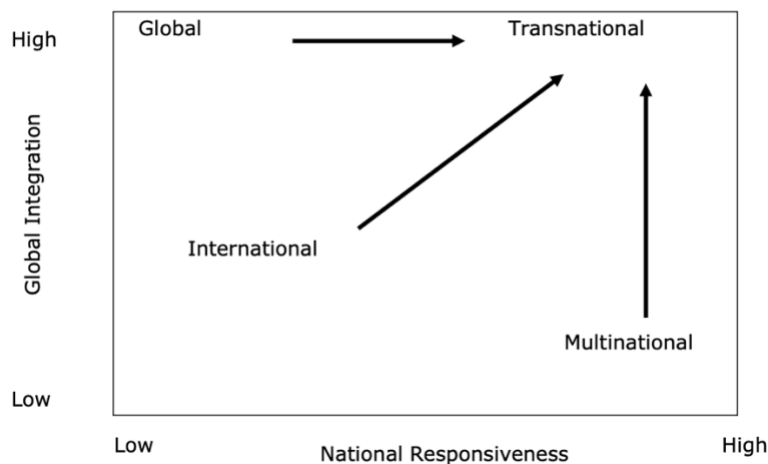 High
Global
Transnational
Global Integration
International
Multinational
Low
Low
National Responsiveness
High